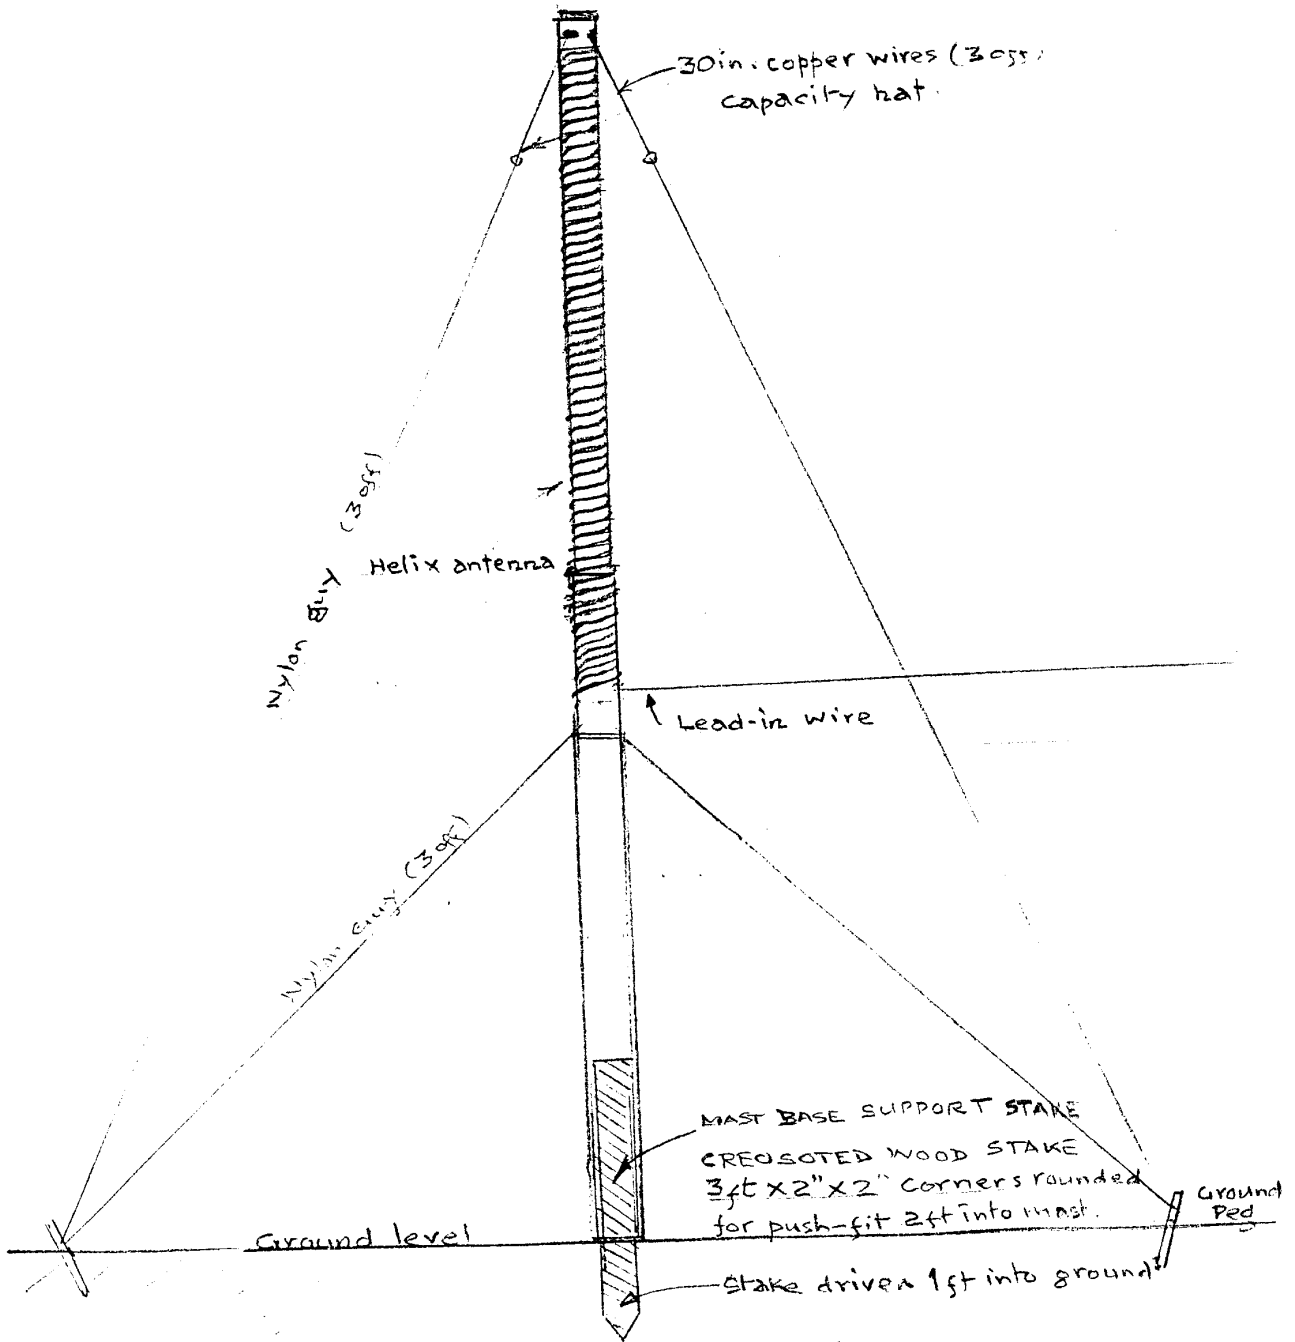 30in. copper wires (3 off)
capacity hat.
Nylon guy (3 off)
Helix antenna
Lead-in wire
Nylon guy (3 off)
MAST BASE SUPPORT STAKE
CREOSOTED WOOD STAKE
3ft X 2" X 2" corners rounded
for push-fit 2ft into mast.
Ground
Peg
Ground level
Stake driven 1ft into ground